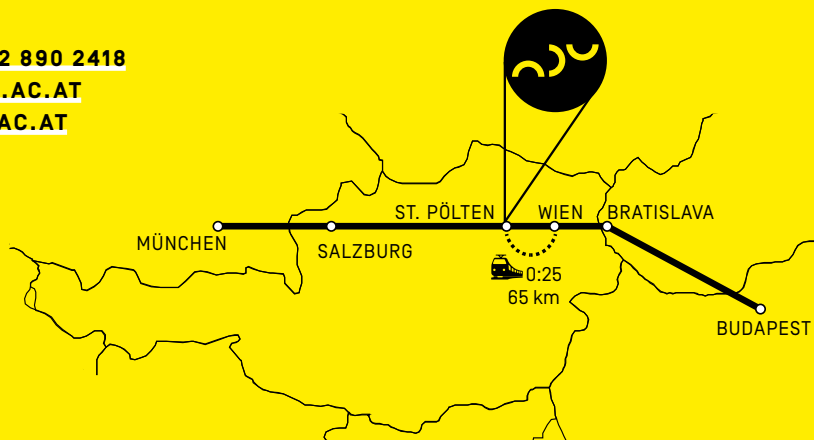 2 890 2418
.AC.AT
AC.AT
ST. PÖLTEN
WIEN
BRATISLAVA
MÜNCHEN
SALZBURG
0:25
65 km
BUDAPEST